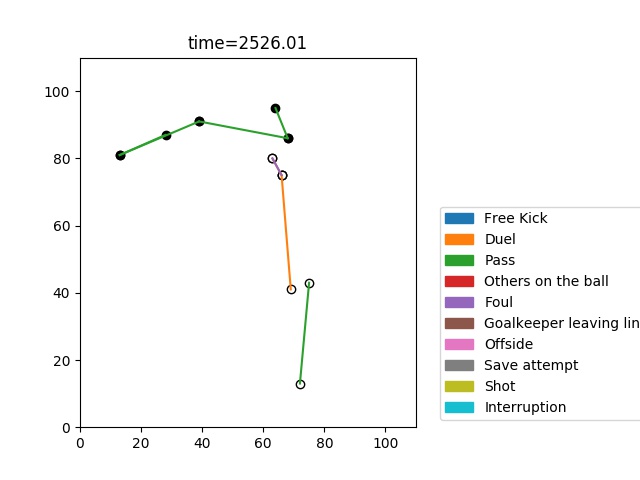 time=2526.01
100
80
60
40
20
0
0 20 40 60 80 100
Free Kick
Duel
Pass
Others on the ball
Foul
Goalkeeper leaving lin
Offside
Save attempt
Shot
Interruption